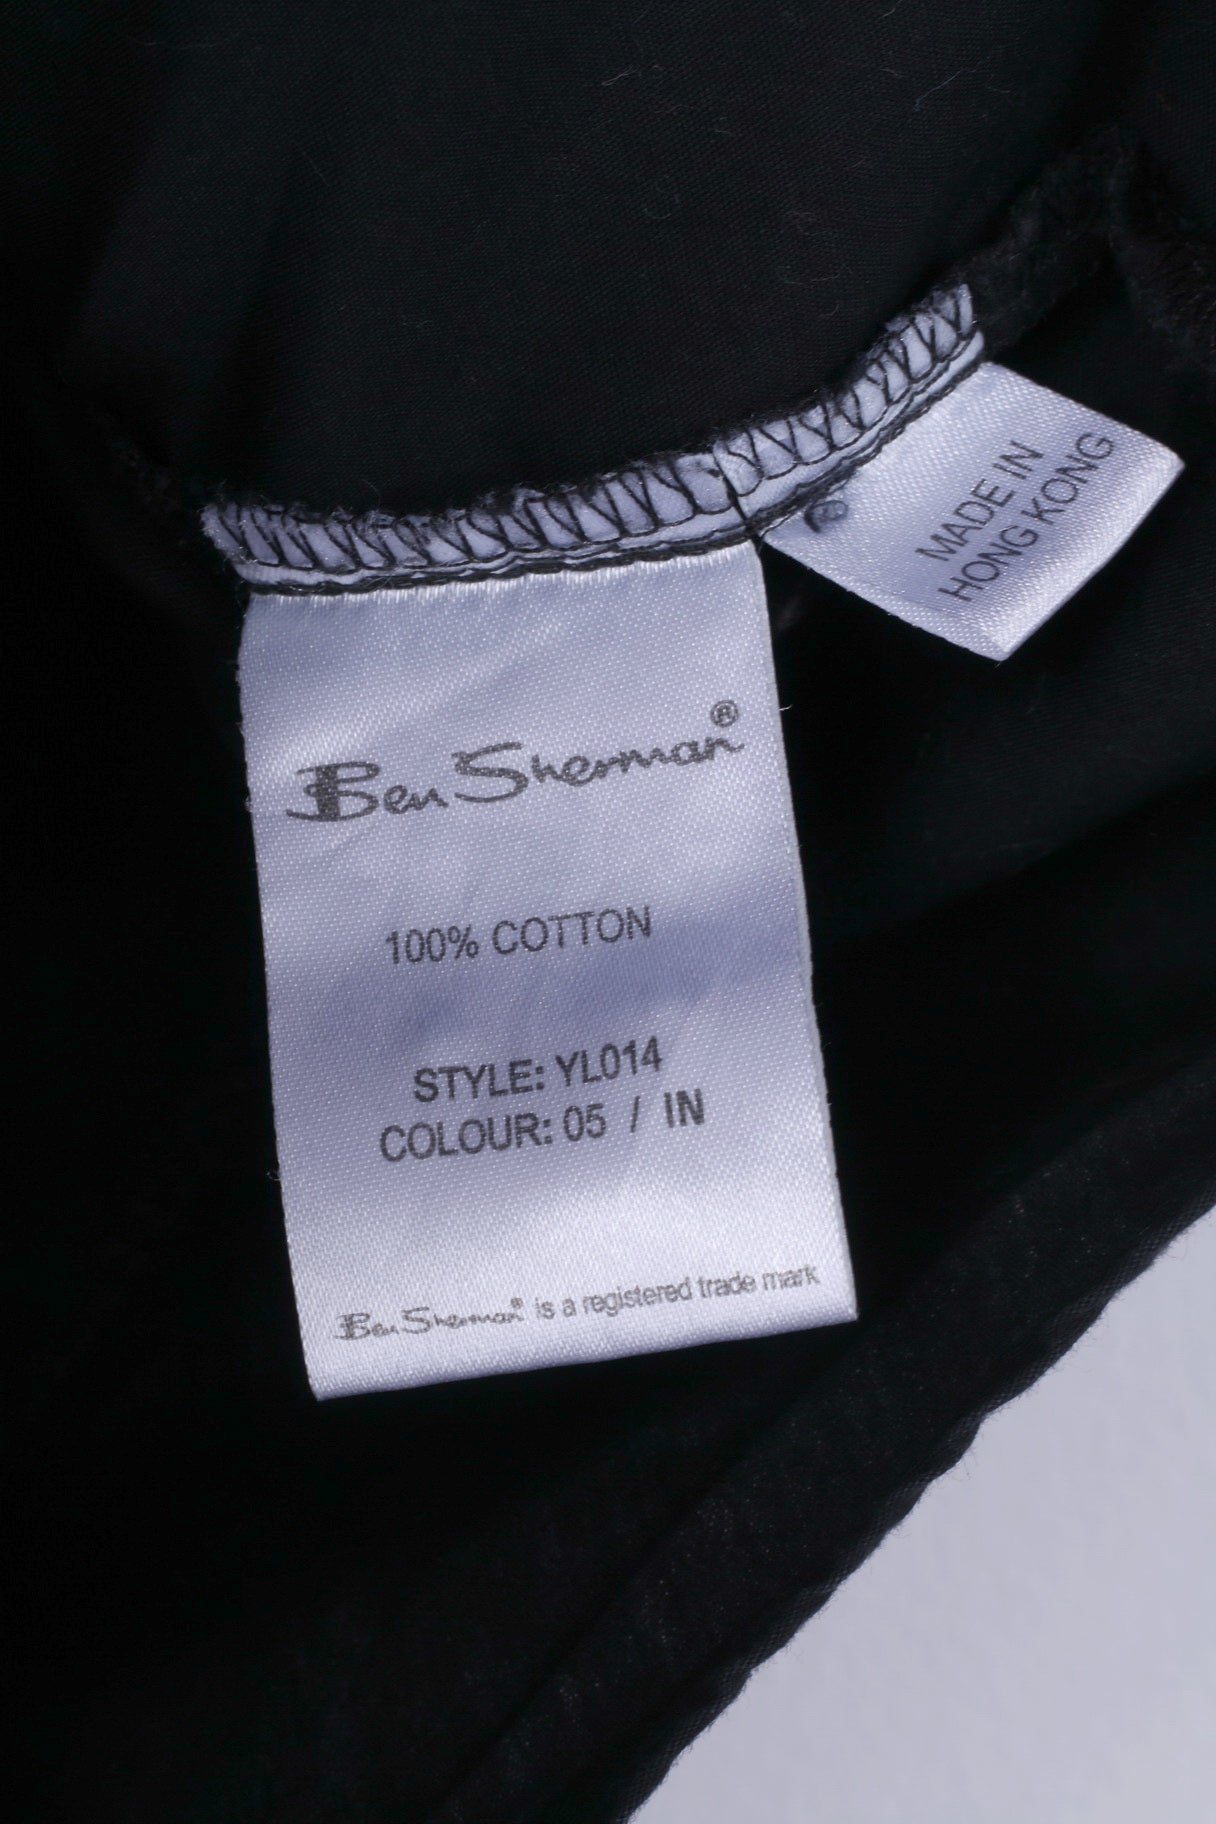 Ben Sherman®
100% COTTON
STYLE: YL014
COLOUR: 05 / IN
Ben Sherman® is a registered trade mark
MADE IN
HONG KONG